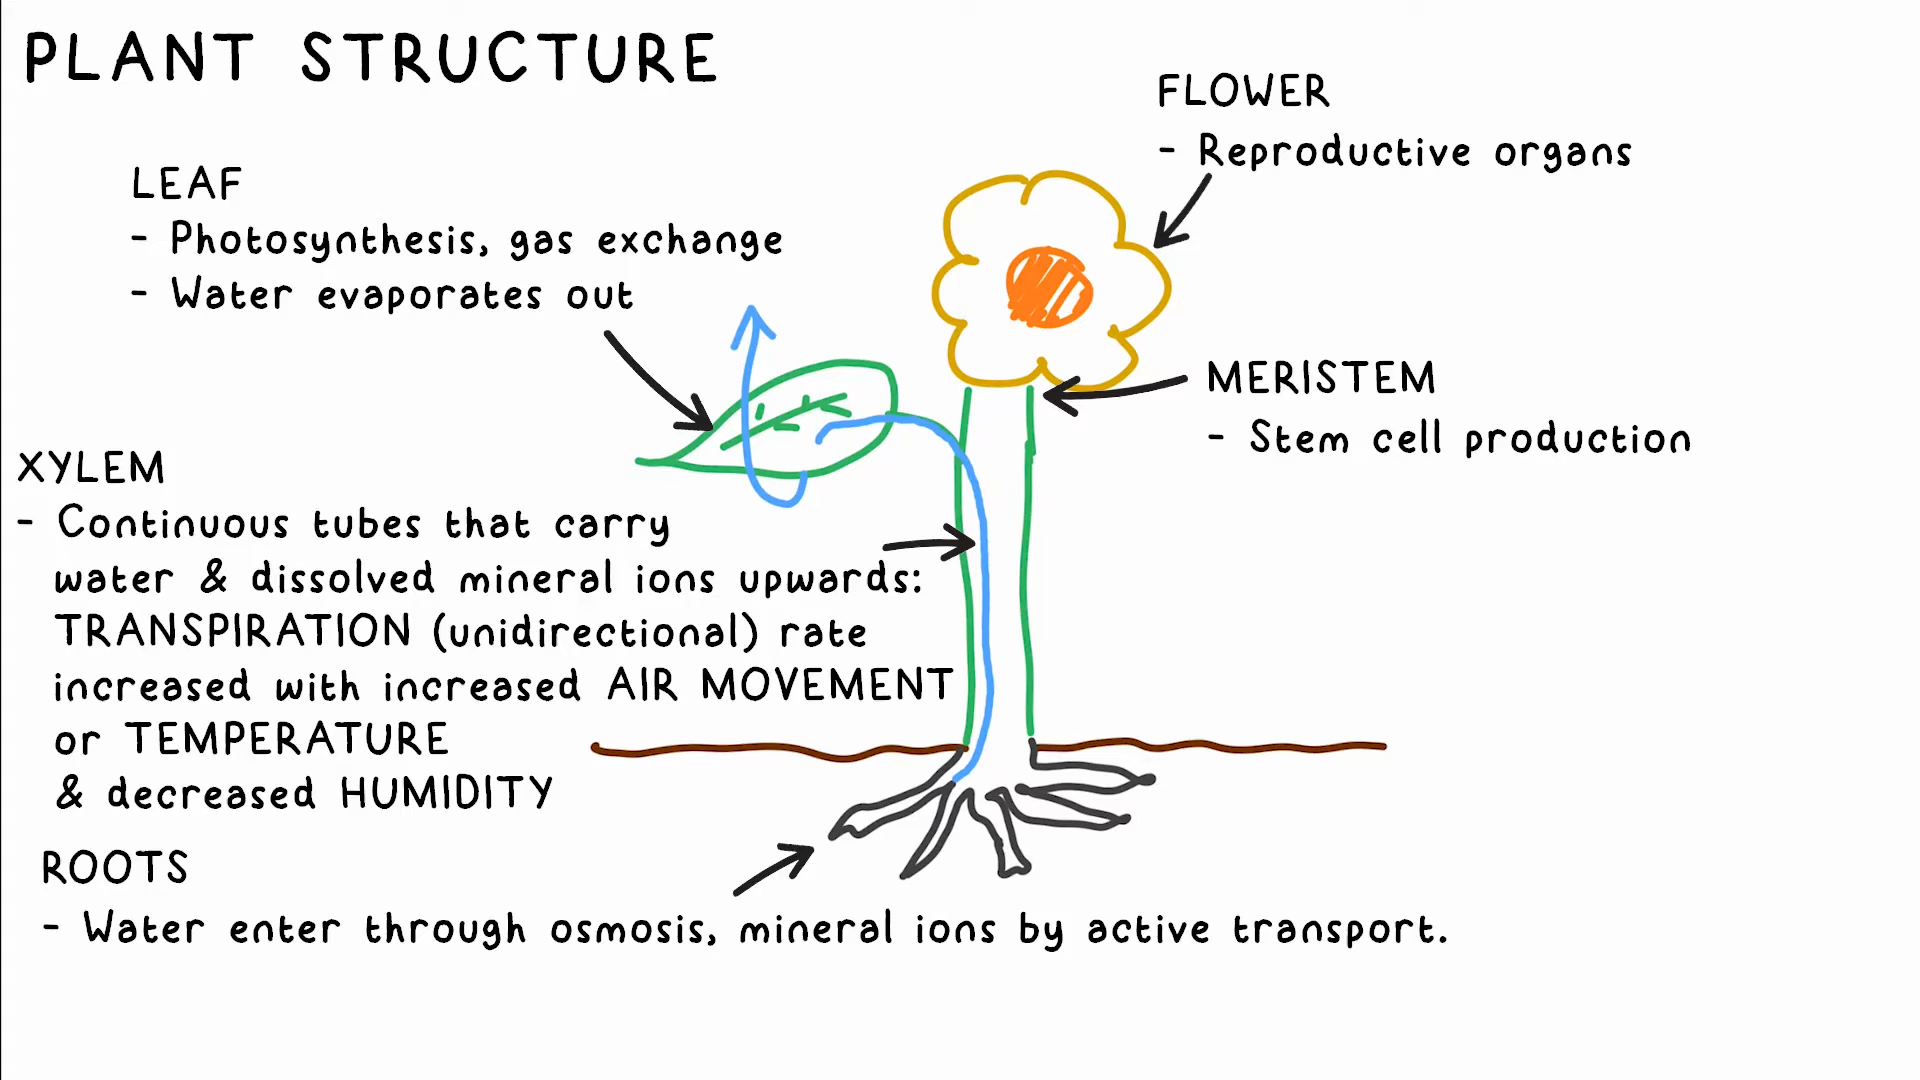 PLANT STRUCTURE
LEAF
- Photosynthesis, gas exchange
- Water evaporates out
FLOWER
- Reproductive organs
MERISTEM
- Stem cell production
XYLEM
- Continuous tubes that carry
water & dissolved mineral ions upwards:
TRANSPIRATION (unidirectional) rate
increased with increased AIR MOVEMENT
or TEMPERATURE
& decreased HUMIDITY
ROOTS
- Water enter through osmosis, mineral ions by active transport.